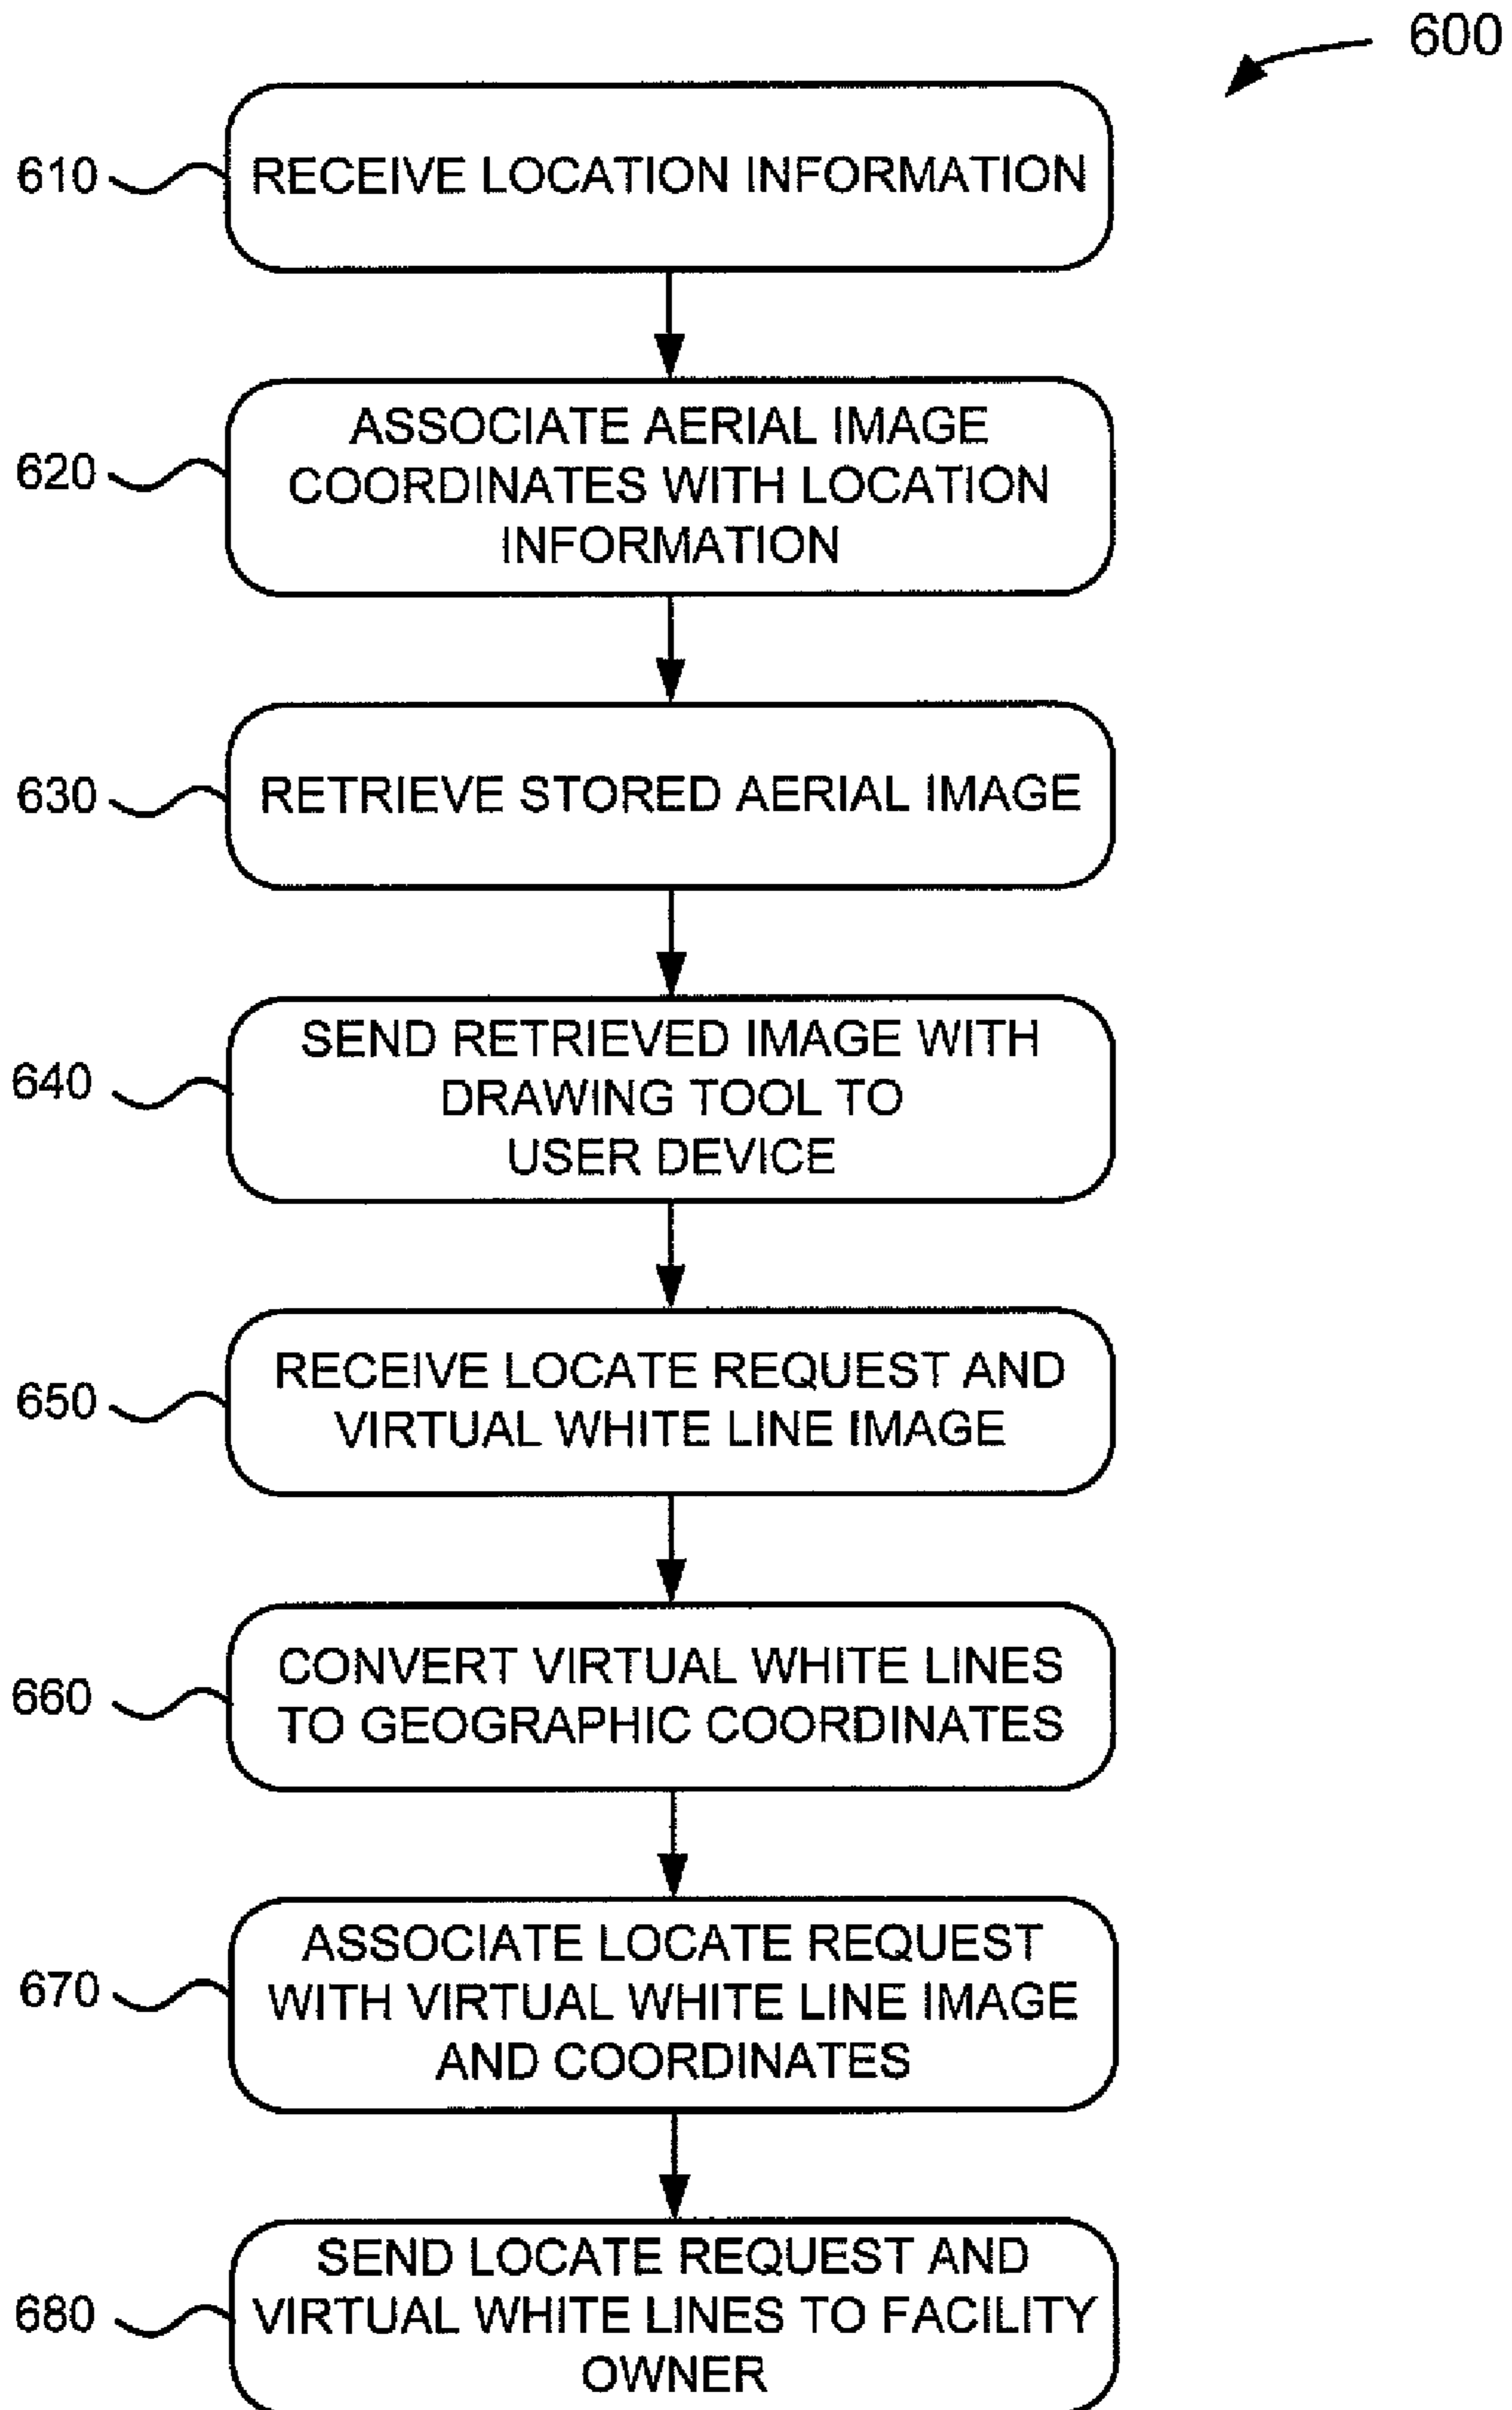 600
610
RECEIVE LOCATION INFORMATION
620
ASSOCIATE AERIAL IMAGE
COORDINATES WITH LOCATION
INFORMATION
630
RETRIEVE STORED AERIAL IMAGE
640
SEND RETRIEVED IMAGE WITH
DRAWING TOOL TO
USER DEVICE
650
RECEIVE LOCATE REQUEST AND
VIRTUAL WHITE LINE IMAGE
660
CONVERT VIRTUAL WHITE LINES
TO GEOGRAPHIC COORDINATES
670
ASSOCIATE LOCATE REQUEST
WITH VIRTUAL WHITE LINE IMAGE
AND COORDINATES
680
SEND LOCATE REQUEST AND
VIRTUAL WHITE LINES TO FACILITY
OWNER